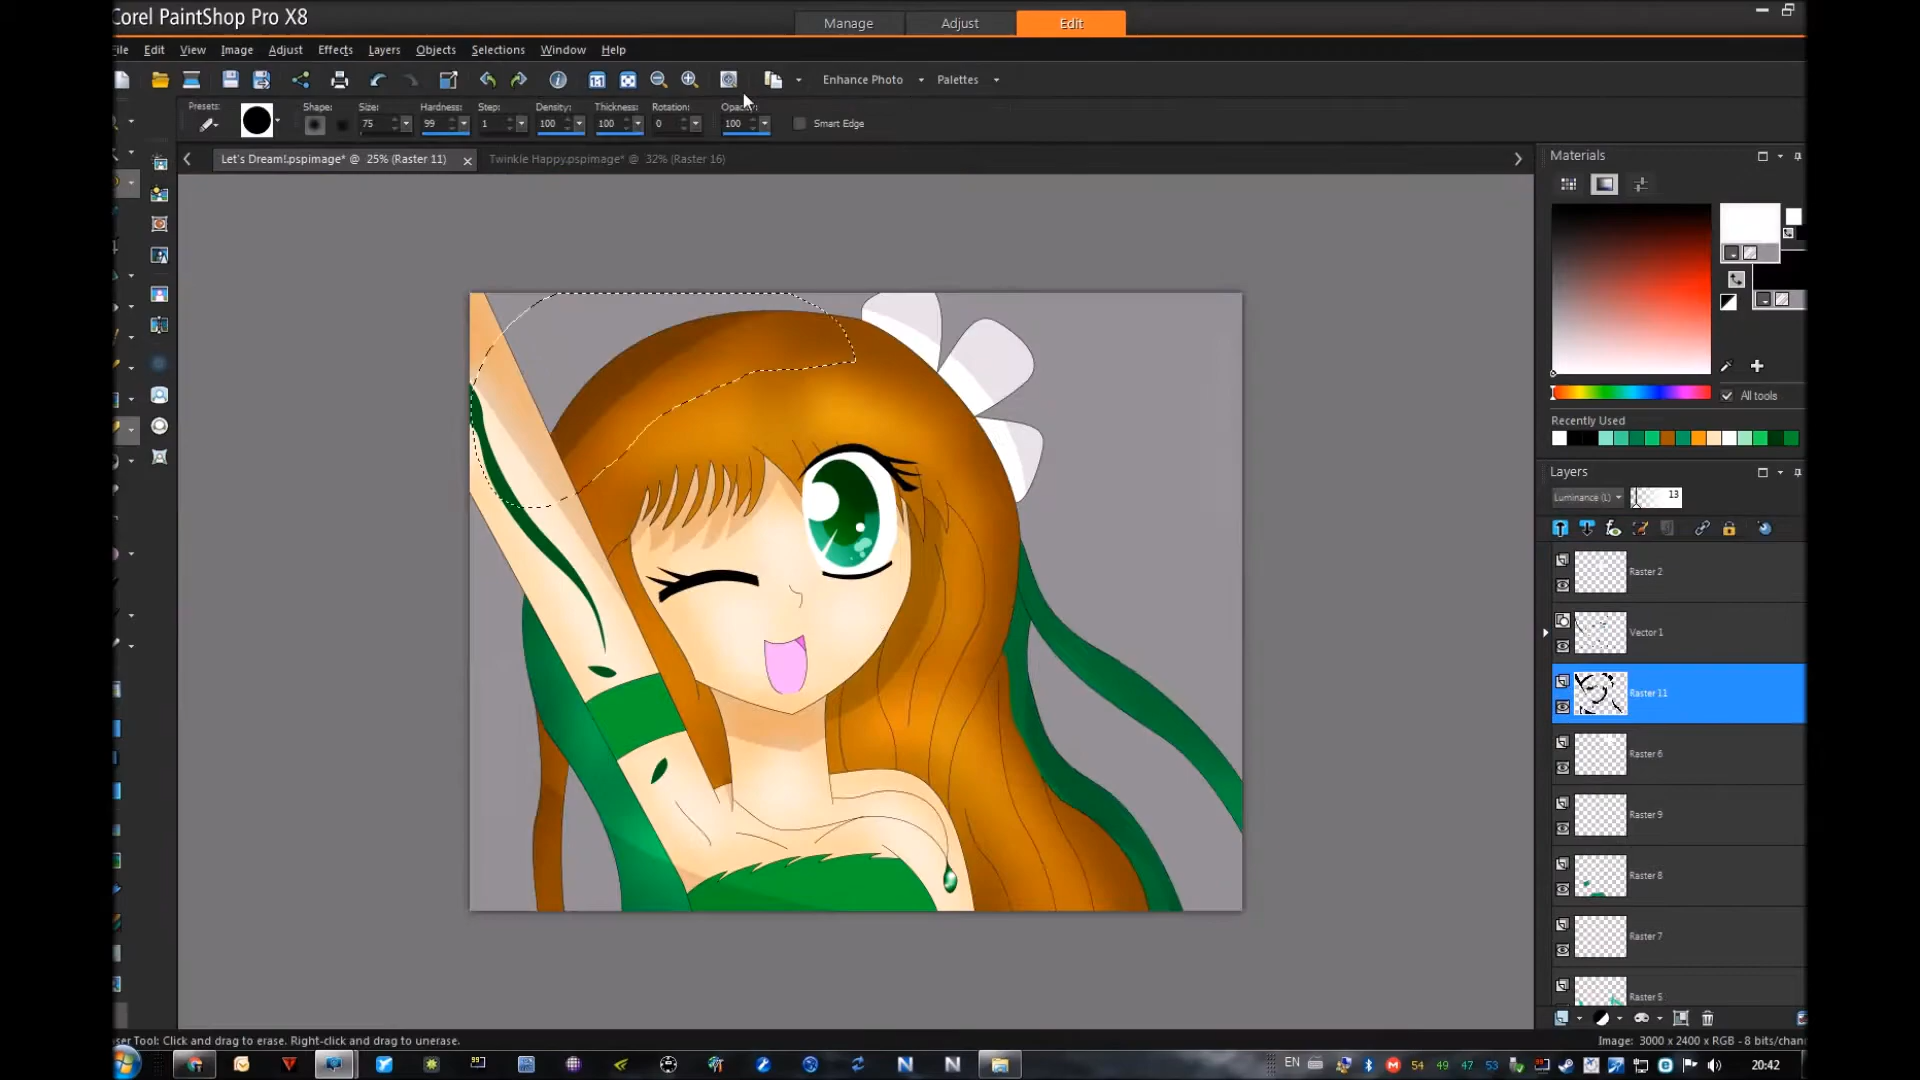 Corel PaintShop Pro X8
Manage Adjust Edit
File Edit View Image Adjust Effects Layers Objects Selections Window Help
Enhance Photo Palettes
Presets: Shape: Size: Hardness: Step: Density: Thickness: Rotation: Opacity:
75 99 1 100 100 0 100 Smart Edge
Let's Dream!.pspimage* @ 25% (Raster 11) Twinkle Happy.pspimage* @ 32% (Raster 16)
Materials
All tools
Recently Used
Layers
Luminance (L) 13
Raster 2
Vector 1
Raster 11
Raster 6
Raster 9
Raster 8
Raster 7
Raster 5
ser Tool: Click and drag to erase. Right-click and drag to unerase.
Image: 3000 x 2400 x RGB - 8 bits/chann
EN 54 49 47 53 20:42